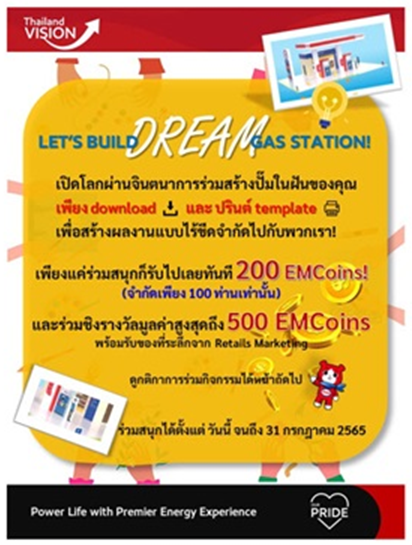 Thailand
VISION
LET'S BUILD DREAM GAS STATION!
เปิดโลกผ่านจินตนาการร่วมสร้างปั๊มในฝันของคุณ
เพียง download และ ปรินต์ template
เพื่อสร้างผลงานแบบไร้ขีดจำกัดไปกับพวกเรา!
เพียงแค่ร่วมสนุกก็รับไปเลยทันที 200 EMCoins!
(จำกัดเพียง 100 ท่านเท่านั้น)
และร่วมชิงรางวัลมูลค่าสูงสุดถึง 500 EMCoins
พร้อมรับของที่ระลึกจาก Retails Marketing
ดูกติกาการร่วมกิจกรรมได้หน้าถัดไป
ร่วมสนุกได้ตั้งแต่ วันนี้ จนถึง 31 กรกฎาคม 2565
Power Life with Premier Energy Experience
OUR
PRIDE